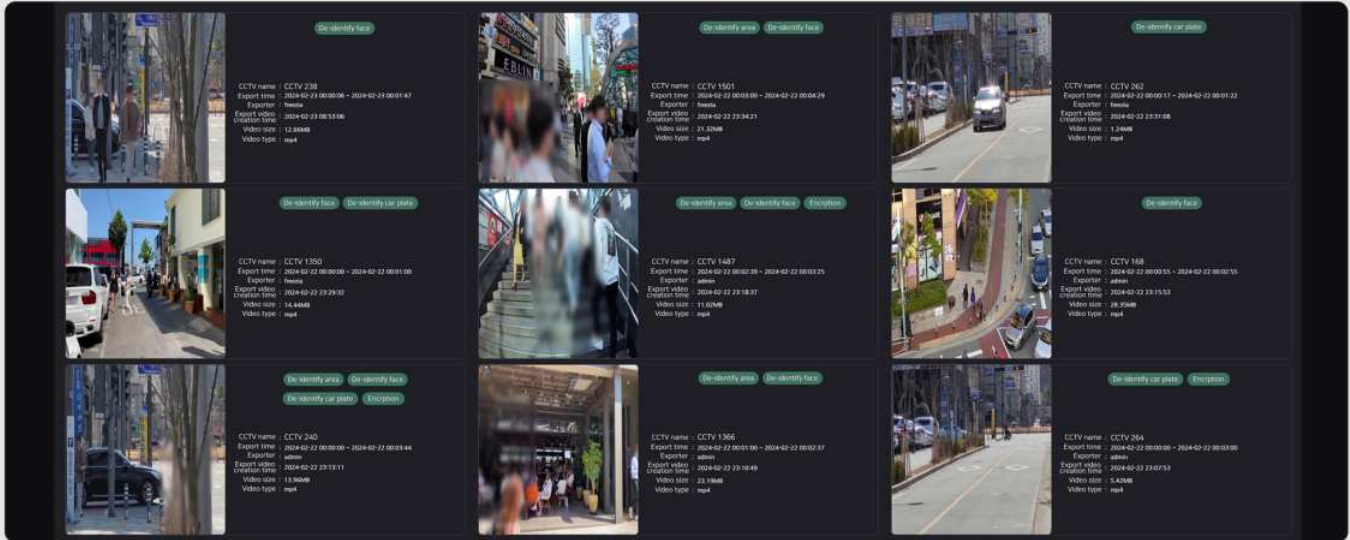 De-identify face
CCTV name : CCTV 238
Export time : 2024-02-23 00:00:06 ~ 2024-02-23 00:01:47
Exporter : freesia
Export video creation time : 2024-02-23 08:53:06
Video size : 12.66MB
Video type : mp4
De-identify area De-identify face
EBLIN
CCTV name : CCTV 1501
Export time : 2024-02-22 00:03:00 ~ 2024-02-22 00:04:29
Exporter : freesia
Export video creation time : 2024-02-22 23:34:21
Video size : 21.32MB
Video type : mp4
De-identify car plate
CCTV name : CCTV 262
Export time : 2024-02-22 00:00:17 ~ 2024-02-22 00:01:22
Exporter : freesia
Export video creation time : 2024-02-22 23:31:08
Video size : 1.24MB
Video type : mp4
De-identify face De-identify car plate
CCTV name : CCTV 1350
Export time : 2024-02-22 00:00:00 ~ 2024-02-22 00:01:00
Exporter : freesia
Export video creation time : 2024-02-22 23:29:32
Video size : 14.44MB
Video type : mp4
De-identify area De-identify face Encrption
CCTV name : CCTV 1487
Export time : 2024-02-22 00:02:39 ~ 2024-02-22 00:03:25
Exporter : admin
Export video creation time : 2024-02-22 23:18:37
Video size : 11.02MB
Video type : mp4
De-identify face
CCTV name : CCTV 168
Export time : 2024-02-22 00:00:55 ~ 2024-02-22 00:02:55
Exporter : admin
Export video creation time : 2024-02-22 23:15:53
Video size : 28.35MB
Video type : mp4
De-identify area De-identify face
De-identify car plate Encrption
CCTV name : CCTV 240
Export time : 2024-02-22 00:00:00 ~ 2024-02-22 00:03:44
Exporter : admin
Export video creation time : 2024-02-22 23:13:11
Video size : 13.96MB
Video type : mp4
De-identify area De-identify face
CCTV name : CCTV 1366
Export time : 2024-02-22 00:01:00 ~ 2024-02-22 00:02:37
Exporter : admin
Export video creation time : 2024-02-22 23:10:49
Video size : 23.19MB
Video type : mp4
De-identify car plate Encrption
CCTV name : CCTV 264
Export time : 2024-02-22 00:00:00 ~ 2024-02-22 00:03:00
Exporter : admin
Export video creation time : 2024-02-22 23:07:53
Video size : 5.42MB
Video type : mp4